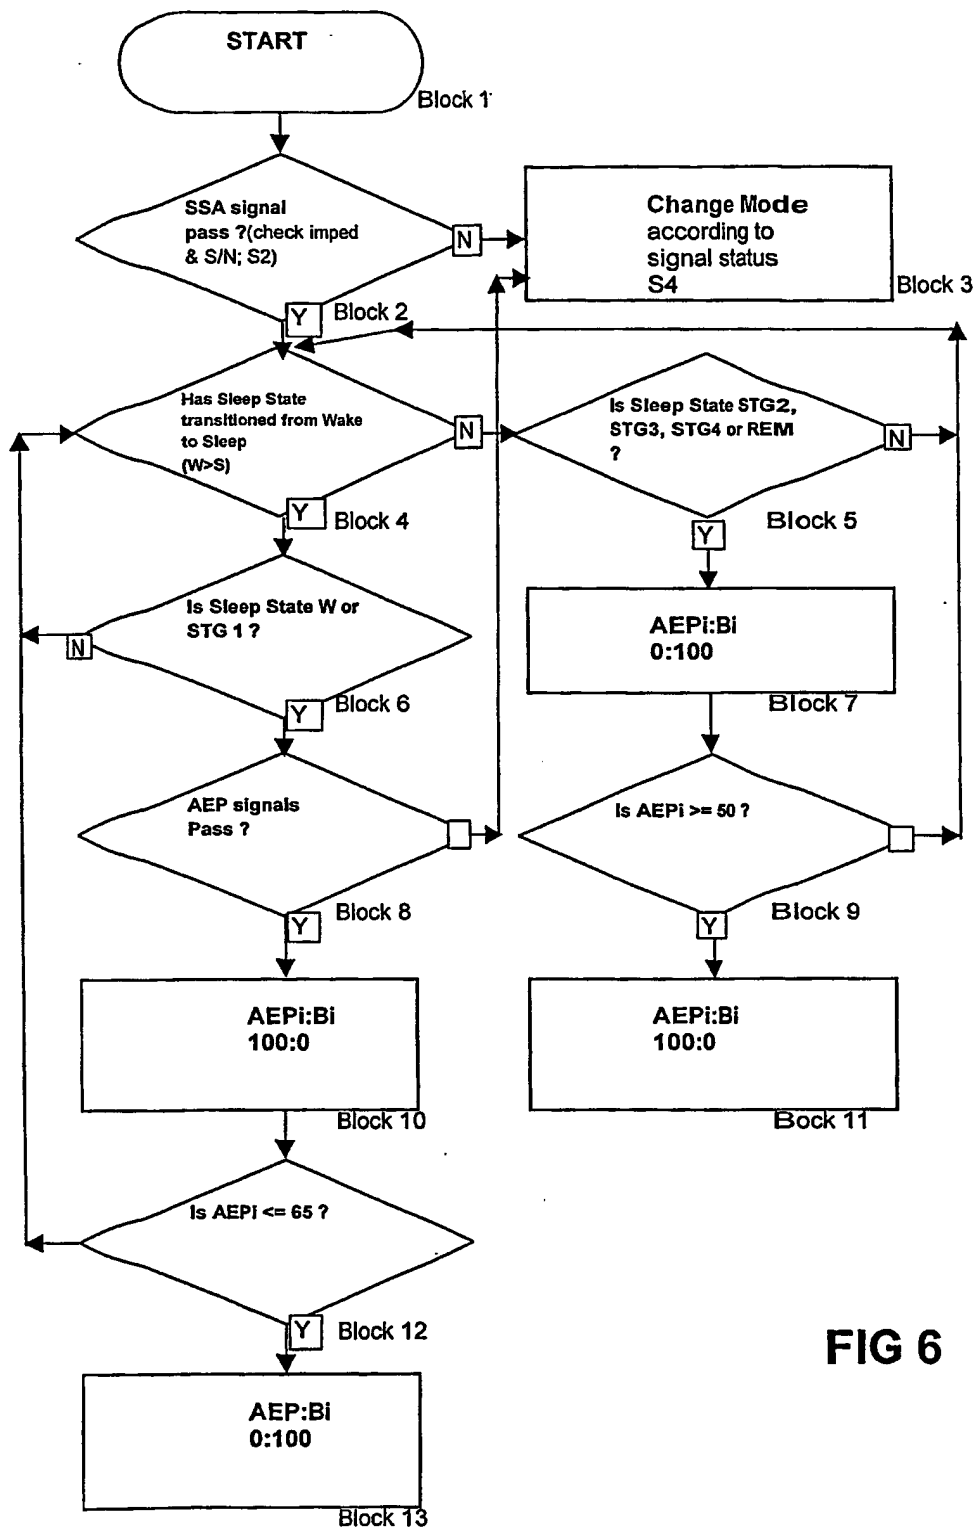 START
Block 1
SSA signal
pass ?(check imped
& S/N; S2)
N
Change Mode
according to
signal status
S4
Block 3
Y
Block 2
Has Sleep State
transitioned from Wake
to Sleep
(W>S)
N
Is Sleep State STG2,
STG3, STG4 or REM
?
N
Y
Block 4
Block 5
Y
Is Sleep State W or
STG 1 ?
N
AEPi:Bi
0:100
Block 6
Y
Block 7
AEP signals
Pass ?
Is AEPi >= 50 ?
Block 8
Y
Block 9
Y
AEPi:Bi
100:0
AEPi:Bi
100:0
Block 10
Bock 11
Is AEPi <= 65 ?
Y
Block 12
FIG 6
AEP:Bi
0:100
Block 13